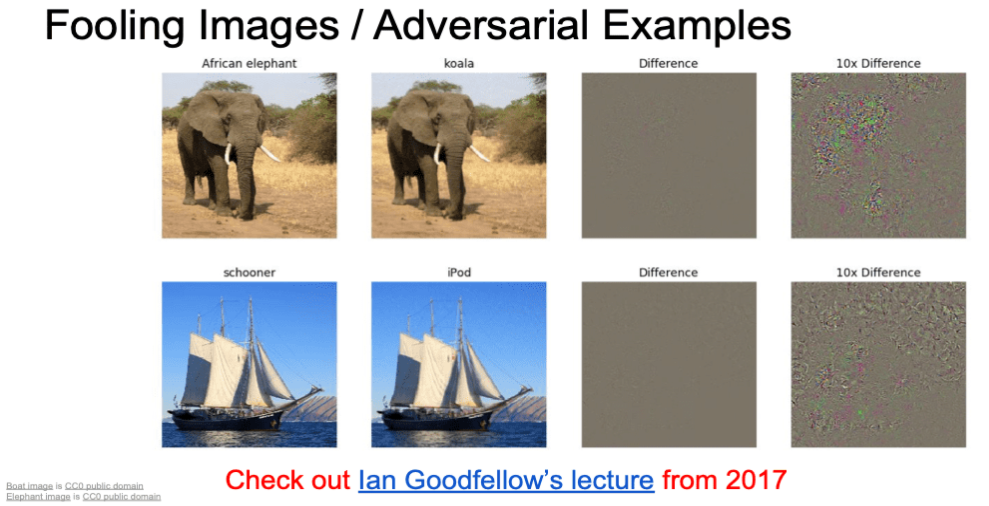 Fooling Images / Adversarial Examples
African elephant
koala
Difference
10x Difference
schooner
iPod
Difference
10x Difference
Check out Ian Goodfellow's lecture from 2017
Boat image is CC0 public domain
Elephant image is CC0 public domain